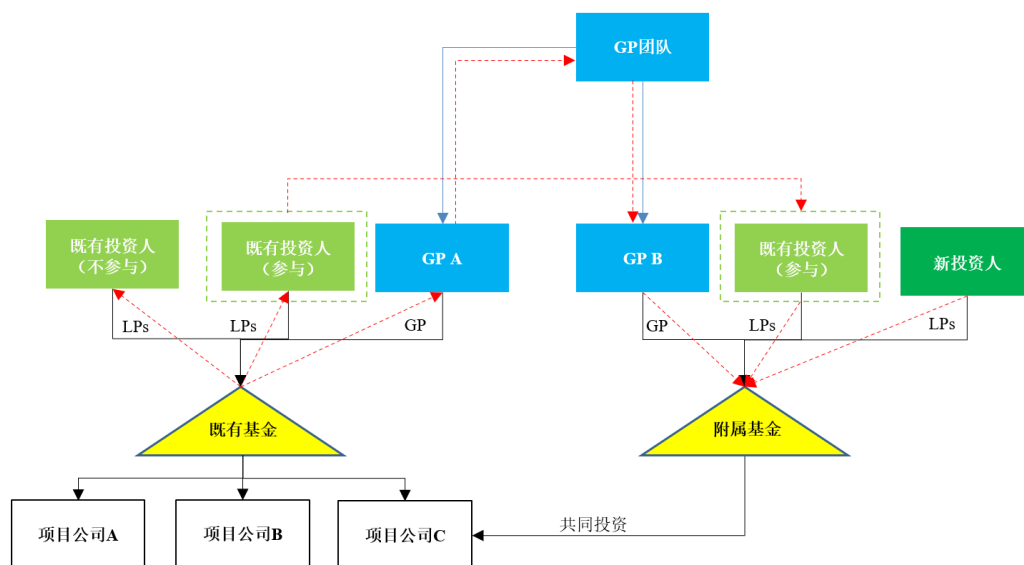 GP团队
既有投资人
（不参与）
既有投资人
（参与）
GP A
GP B
既有投资人
（参与）
新投资人
LPs
LPs
GP
GP
LPs
LPs
既有基金
附属基金
项目公司A
项目公司B
项目公司C
共同投资